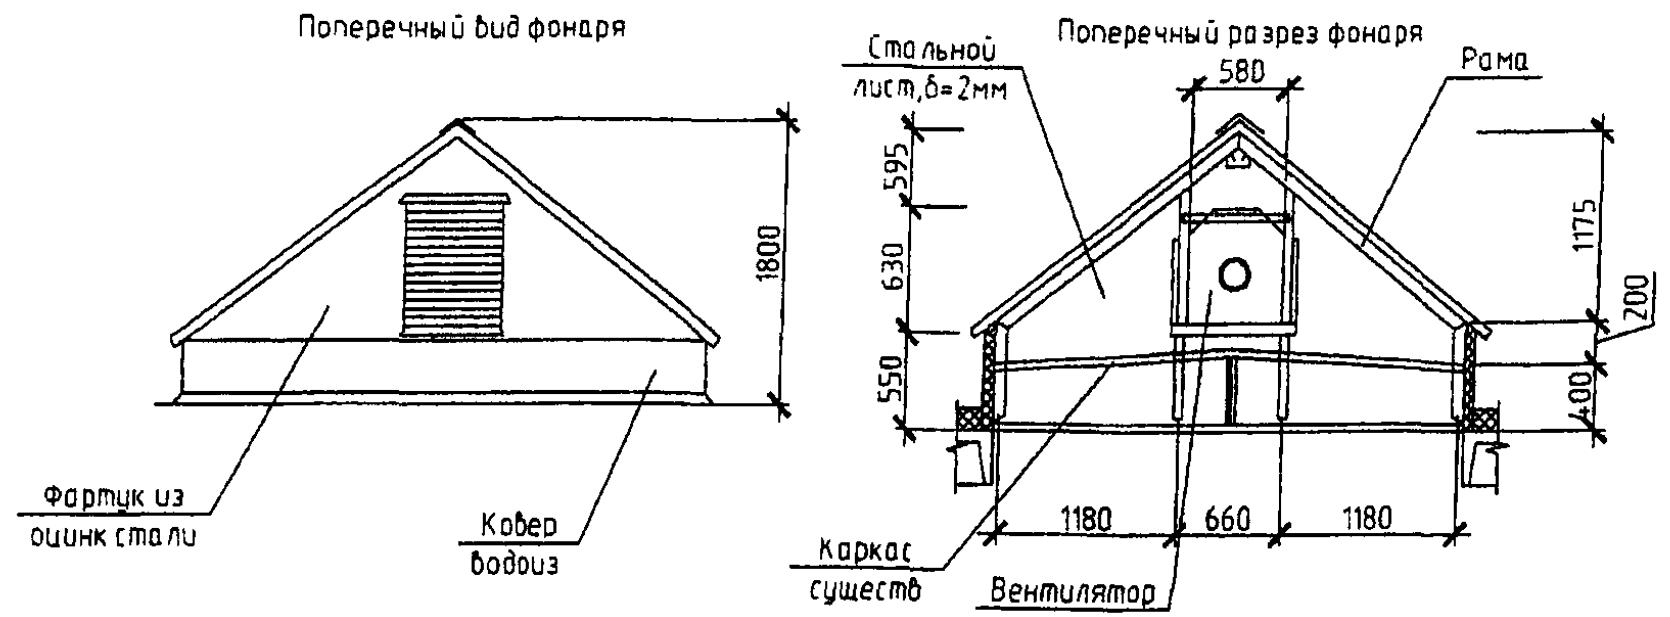 Поперечный вид фонаря
1800
Фартук из
оцинк стали
Ковер
водоиз
Поперечный разрез фонаря
Стальной
лист, δ=2мм
580
Рама
595
630
550
1175
200
400
1180
660
1180
Каркас
существ
Вентилятор